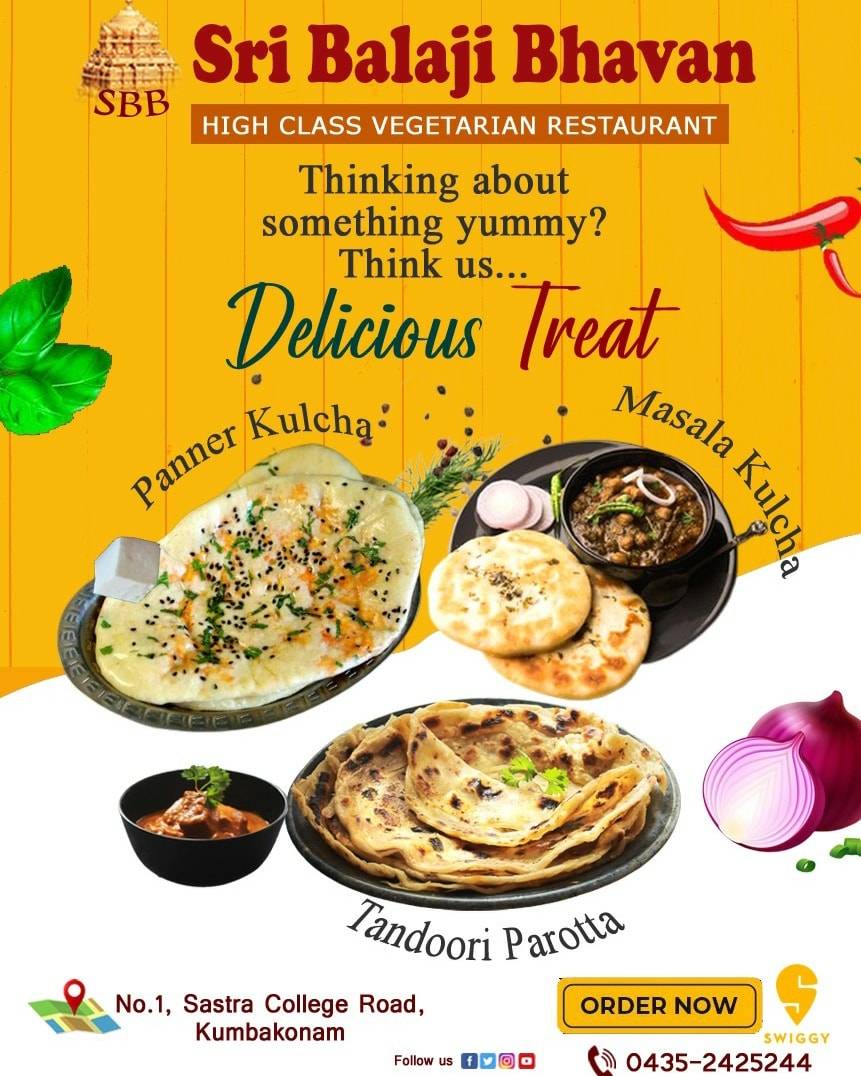 SBB
Sri Balaji Bhavan
HIGH CLASS VEGETARIAN RESTAURANT
Thinking about
something yummy?
Think us...
Delicious Treat
Panner Kulcha
Masala Kulcha
Tandoori Parotta
No.1, Sastra College Road,
Kumbakonam
ORDER NOW
SWIGGY
Follow us
0435-2425244